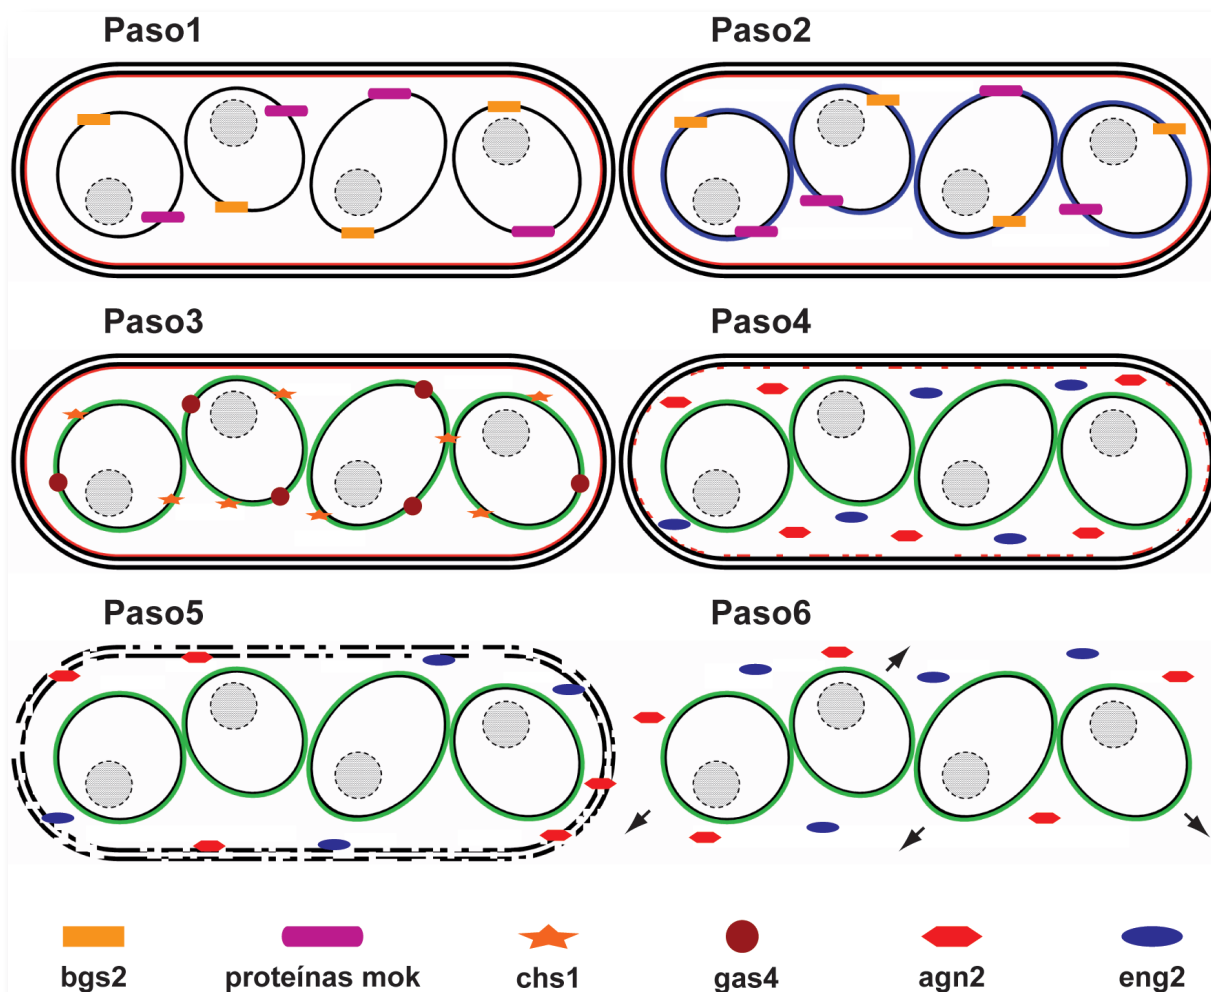 Paso1
Paso2
Paso3
Paso4
Paso5
Paso6
bgs2
proteínas mok
chs1
gas4
agn2
eng2